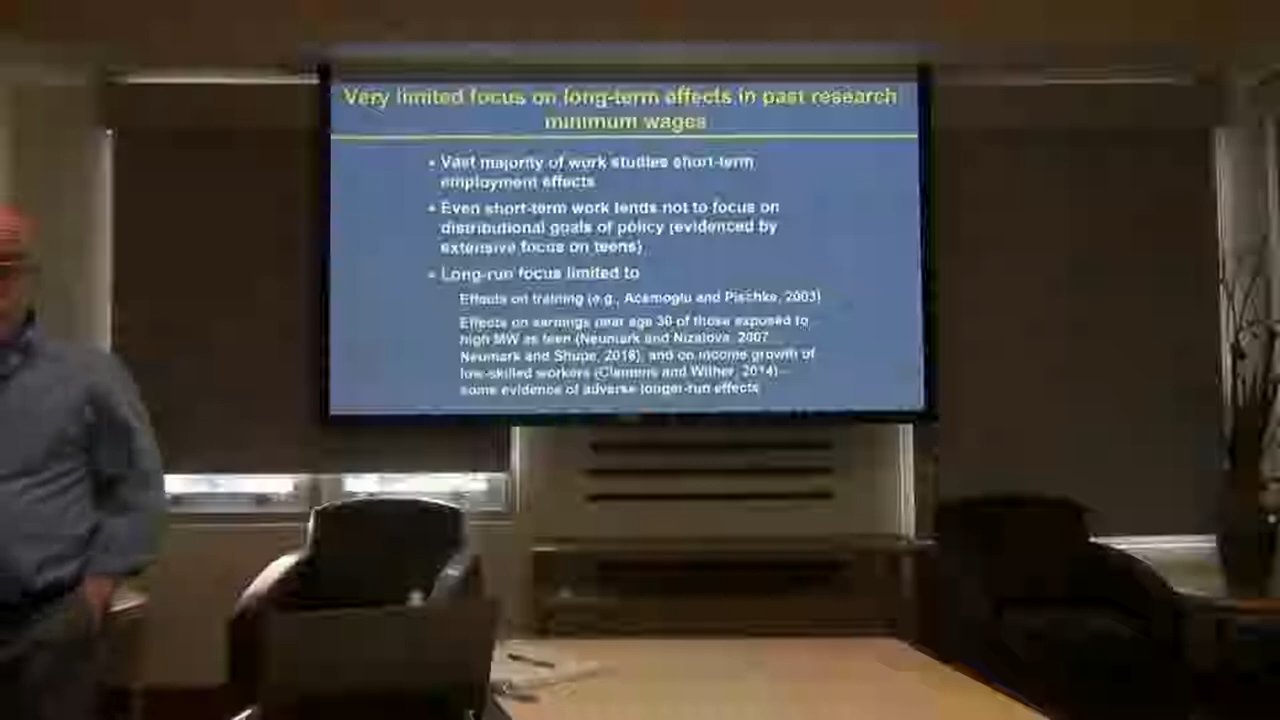 Very limited focus on long-term effects in past research
minimum wages
• Vast majority of work studies short-term
employment effects
• Even short-term work tends not to focus on
distributional goals of policy (evidenced by
extensive focus on teens)
• Long-run focus limited to
Effects on training (e.g., Acemoglu and Pischke, 2003)
Effects on earnings near age 30 of those exposed to
high MW as teen (Neumark and Nizalova, 2007
Neumark and Shupe, 2018), and on income growth of
low-skilled workers (Clemens and Wither, 2014) –
some evidence of adverse longer-run effects